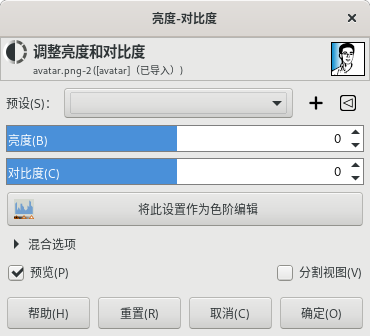 亮度-对比度
调整亮度和对比度
avatar.png-2 ([avatar]（已导入）)
预设(S)：
亮度(B) 0
对比度(C) 0
将此设置作为色阶编辑
混合选项
预览(P) 分割视图(V)
帮助(H) 重置(R) 取消(C) 确定(O)